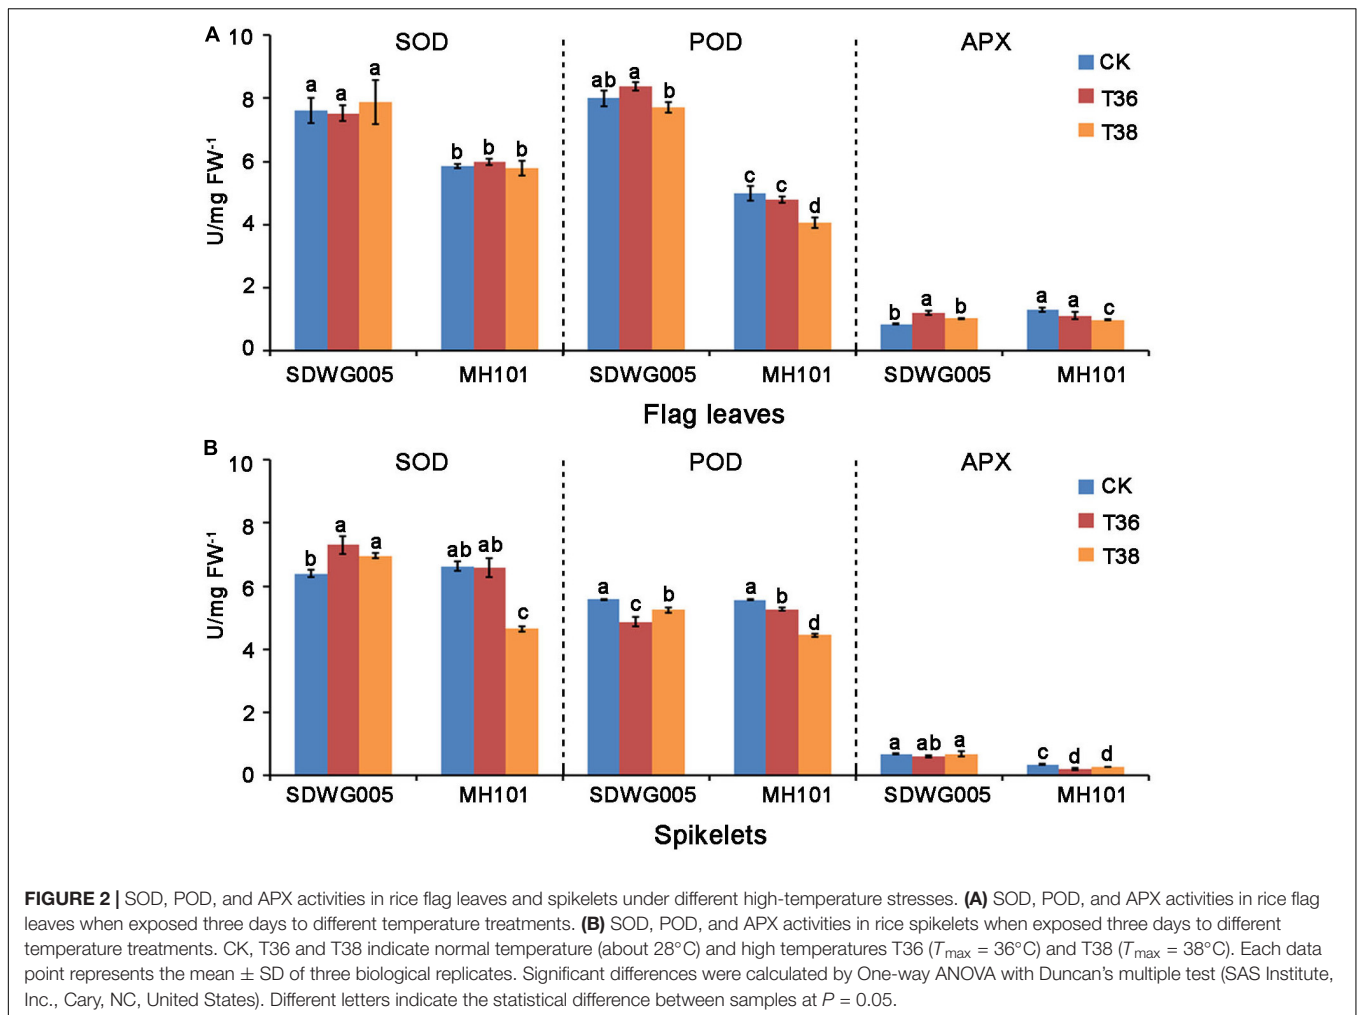 A
10
SOD
POD
APX
CK
T36
T38
a
a
a
b
b
b
ab
a
b
c
c
d
b
a
b
a
a
c
8
6
4
2
0
U/mg FW-1
SDWG005
MH101
SDWG005
MH101
SDWG005
MH101
Flag leaves
B
10
SOD
POD
APX
CK
T36
T38
b
a
a
ab
ab
c
a
c
b
a
b
d
a
ab
a
c
d
d
8
6
4
2
0
U/mg FW-1
SDWG005
MH101
SDWG005
MH101
SDWG005
MH101
Spikelets
FIGURE 2 | SOD, POD, and APX activities in rice flag leaves and spikelets under different high-temperature stresses. (A) SOD, POD, and APX activities in rice flag
leaves when exposed three days to different temperature treatments. (B) SOD, POD, and APX activities in rice spikelets when exposed three days to different
temperature treatments. CK, T36 and T38 indicate normal temperature (about 28°C) and high temperatures T36 (Tmax = 36°C) and T38 (Tmax = 38°C). Each data
point represents the mean ± SD of three biological replicates. Significant differences were calculated by One-way ANOVA with Duncan's multiple test (SAS Institute,
Inc., Cary, NC, United States). Different letters indicate the statistical difference between samples at P = 0.05.